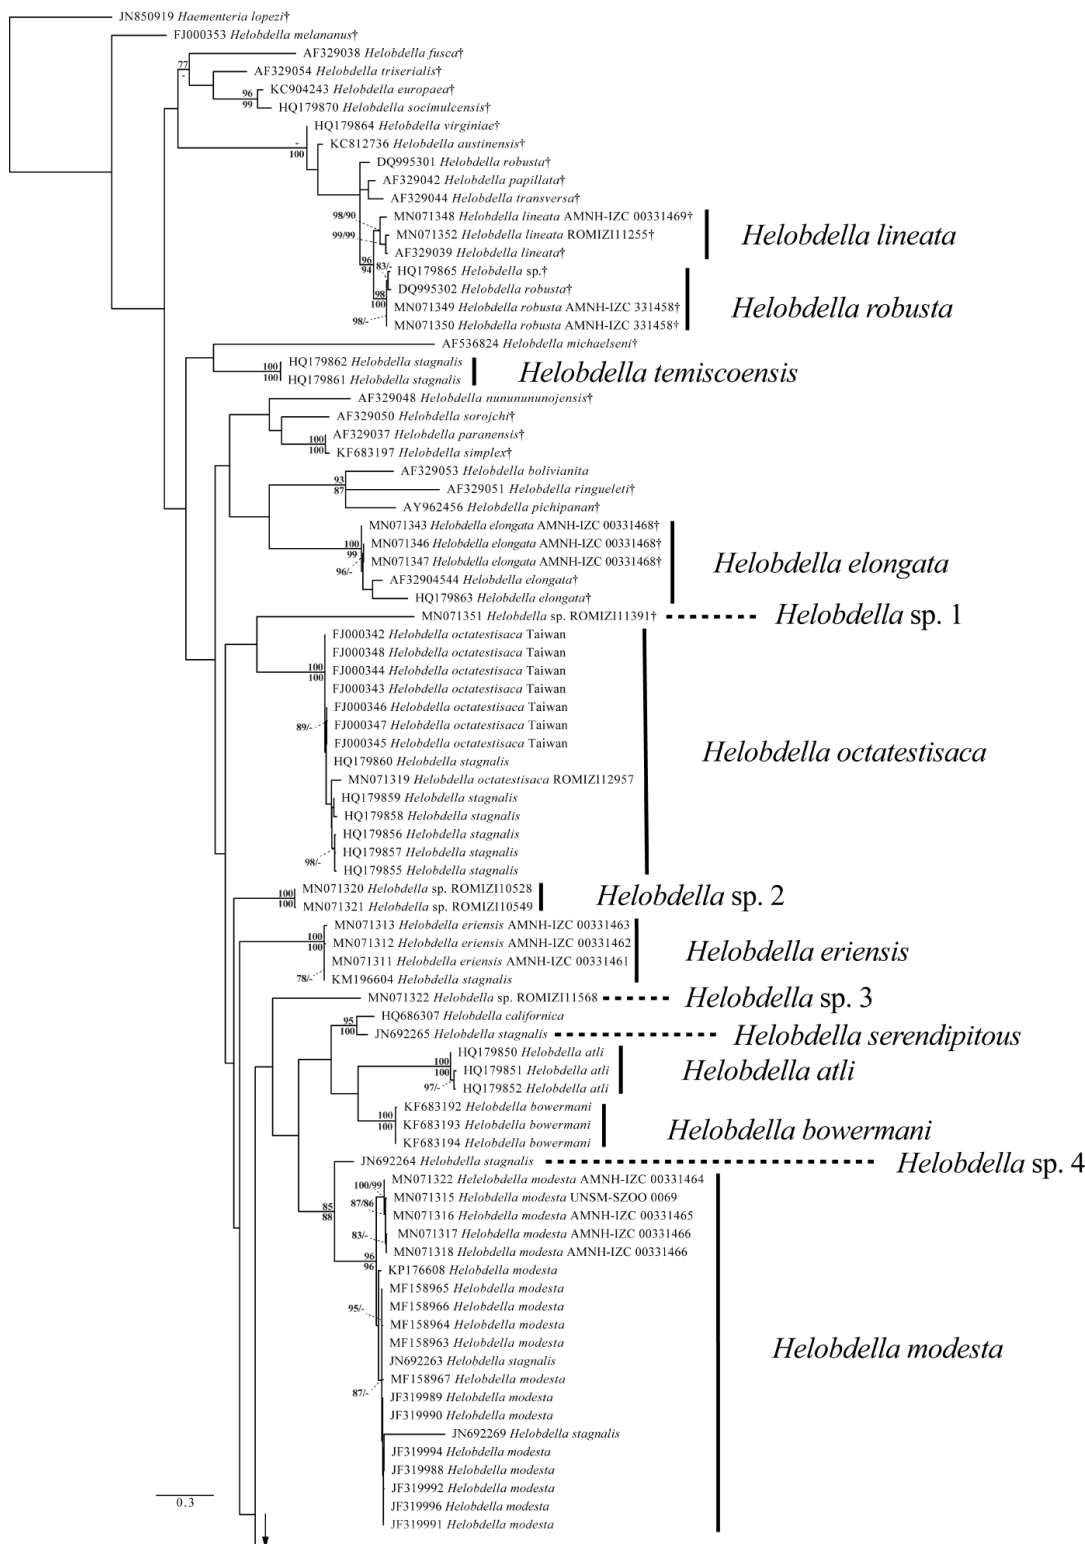 JN850919 Haementeria lopezi†
FJ000353 Helobdella melananus†
AF329038 Helobdella fusca†
77
-
AF329054 Helobdella triserialis†
KC904243 Helobdella europaea†
96
99
HQ179870 Helobdella socimulcensis†
HQ179864 Helobdella virginiae†
-
100
KC812736 Helobdella austinensis†
DQ995301 Helobdella robusta†
AF329042 Helobdella papillata†
AF329044 Helobdella transversa†
98/90
MN071348 Helobdella lineata AMNH-IZC 00331469†
99/99
MN071352 Helobdella lineata ROMIZI11255†
Helobdella lineata
AF329039 Helobdella lineata†
96
94
83/-
HQ179865 Helobdella sp.†
DQ995302 Helobdella robusta†
98
100
MN071349 Helobdella robusta AMNH-IZC 331458†
Helobdella robusta
98/-
MN071350 Helobdella robusta AMNH-IZC 331458†
AF536824 Helobdella michaelseni†
HQ179862 Helobdella stagnalis
100
100
Helobdella temiscoensis
HQ179861 Helobdella stagnalis
AF329048 Helobdella nununununojensis†
AF329050 Helobdella sorojchi†
AF329037 Helobdella paranensis†
100
100
KF683197 Helobdella simplex†
AF329053 Helobdella bolivianita
93
87
AF329051 Helobdella ringueleti†
AY962456 Helobdella pichipanan†
MN071343 Helobdella elongata AMNH-IZC 00331468†
100
99
MN071346 Helobdella elongata AMNH-IZC 00331468†
MN071347 Helobdella elongata AMNH-IZC 00331468†
Helobdella elongata
96/-
AF32904544 Helobdella elongata†
HQ179863 Helobdella elongata†
MN071351 Helobdella sp. ROMIZI11391†
Helobdella sp. 1
FJ000342 Helobdella octatestisaca Taiwan
FJ000348 Helobdella octatestisaca Taiwan
100
100
FJ000344 Helobdella octatestisaca Taiwan
FJ000343 Helobdella octatestisaca Taiwan
FJ000346 Helobdella octatestisaca Taiwan
89/-
FJ000347 Helobdella octatestisaca Taiwan
FJ000345 Helobdella octatestisaca Taiwan
Helobdella octatestisaca
HQ179860 Helobdella stagnalis
MN071319 Helobdella octatestisaca ROMIZI12957
HQ179859 Helobdella stagnalis
HQ179858 Helobdella stagnalis
HQ179856 Helobdella stagnalis
HQ179857 Helobdella stagnalis
98/-
HQ179855 Helobdella stagnalis
MN071320 Helobdella sp. ROMIZI10528
100
100
Helobdella sp. 2
MN071321 Helobdella sp. ROMIZI10549
MN071313 Helobdella eriensis AMNH-IZC 00331463
100
100
MN071312 Helobdella eriensis AMNH-IZC 00331462
Helobdella eriensis
MN071311 Helobdella eriensis AMNH-IZC 00331461
78/-
KM196604 Helobdella stagnalis
MN071322 Helobdella sp. ROMIZI11568
Helobdella sp. 3
HQ686307 Helobdella californica
95
100
JN692265 Helobdella stagnalis
Helobdella serendipitous
HQ179850 Helobdella atli
100
100
HQ179851 Helobdella atli
Helobdella atli
97/-
HQ179852 Helobdella atli
KF683192 Helobdella bowermani
100
100
KF683193 Helobdella bowermani
Helobdella bowermani
KF683194 Helobdella bowermani
JN692264 Helobdella stagnalis
Helobdella sp. 4
MN071322 Helobdella modesta AMNH-IZC 00331464
100/99
MN071315 Helobdella modesta UNSM-SZOO 0069
87/86
85
88
MN071316 Helobdella modesta AMNH-IZC 00331465
MN071317 Helobdella modesta AMNH-IZC 00331466
83/-
MN071318 Helobdella modesta AMNH-IZC 00331466
96
96
KP176608 Helobdella modesta
MF158965 Helobdella modesta
95/-
MF158966 Helobdella modesta
MF158964 Helobdella modesta
MF158963 Helobdella modesta
Helobdella modesta
JN692263 Helobdella stagnalis
MF158967 Helobdella modesta
87/-
JF319989 Helobdella modesta
JF319990 Helobdella modesta
JN692269 Helobdella stagnalis
JF319994 Helobdella modesta
JF319988 Helobdella modesta
JF319992 Helobdella modesta
0.3
JF319996 Helobdella modesta
JF319991 Helobdella modesta